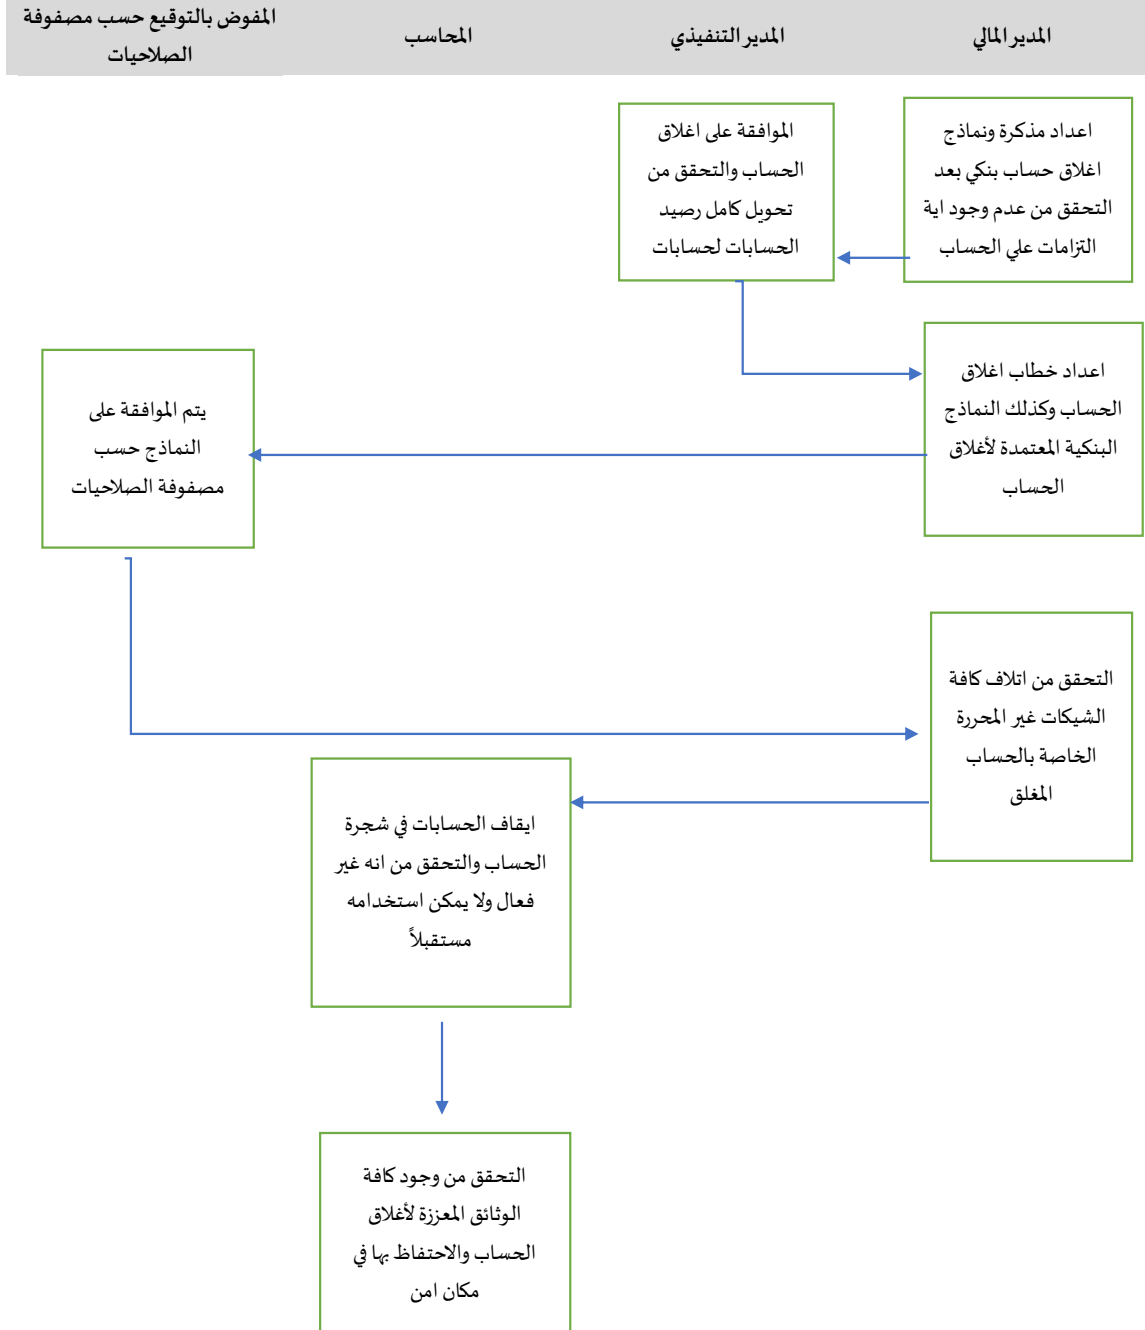 المدير المالي
المدير التنفيذي
المحاسب
المفوض بالتوقيع حسب مصفوفة
الصلاحيات
اعداد مذكرة ونماذج
اغلاق حساب بنكي بعد
التحقق من عدم وجود اية
التزامات علي الحساب
الموافقة على اغلاق
الحساب والتحقق من
تحويل كامل رصيد
الحسابات لحسابات
اعداد خطاب اغلاق
الحساب وكذلك النماذج
البنكية المعتمدة لأغلاق
الحساب
يتم الموافقة على
النماذج حسب
مصفوفة الصلاحيات
التحقق من اتلاف كافة
الشيكات غير المحررة
الخاصة بالحساب
المغلق
ايقاف الحسابات في شجرة
الحساب والتحقق من انه غير
فعال ولا يمكن استخدامه
مستقبلاً
التحقق من وجود كافة
الوثائق المعززة لأغلاق
الحساب والاحتفاظ بها في
مكان امن